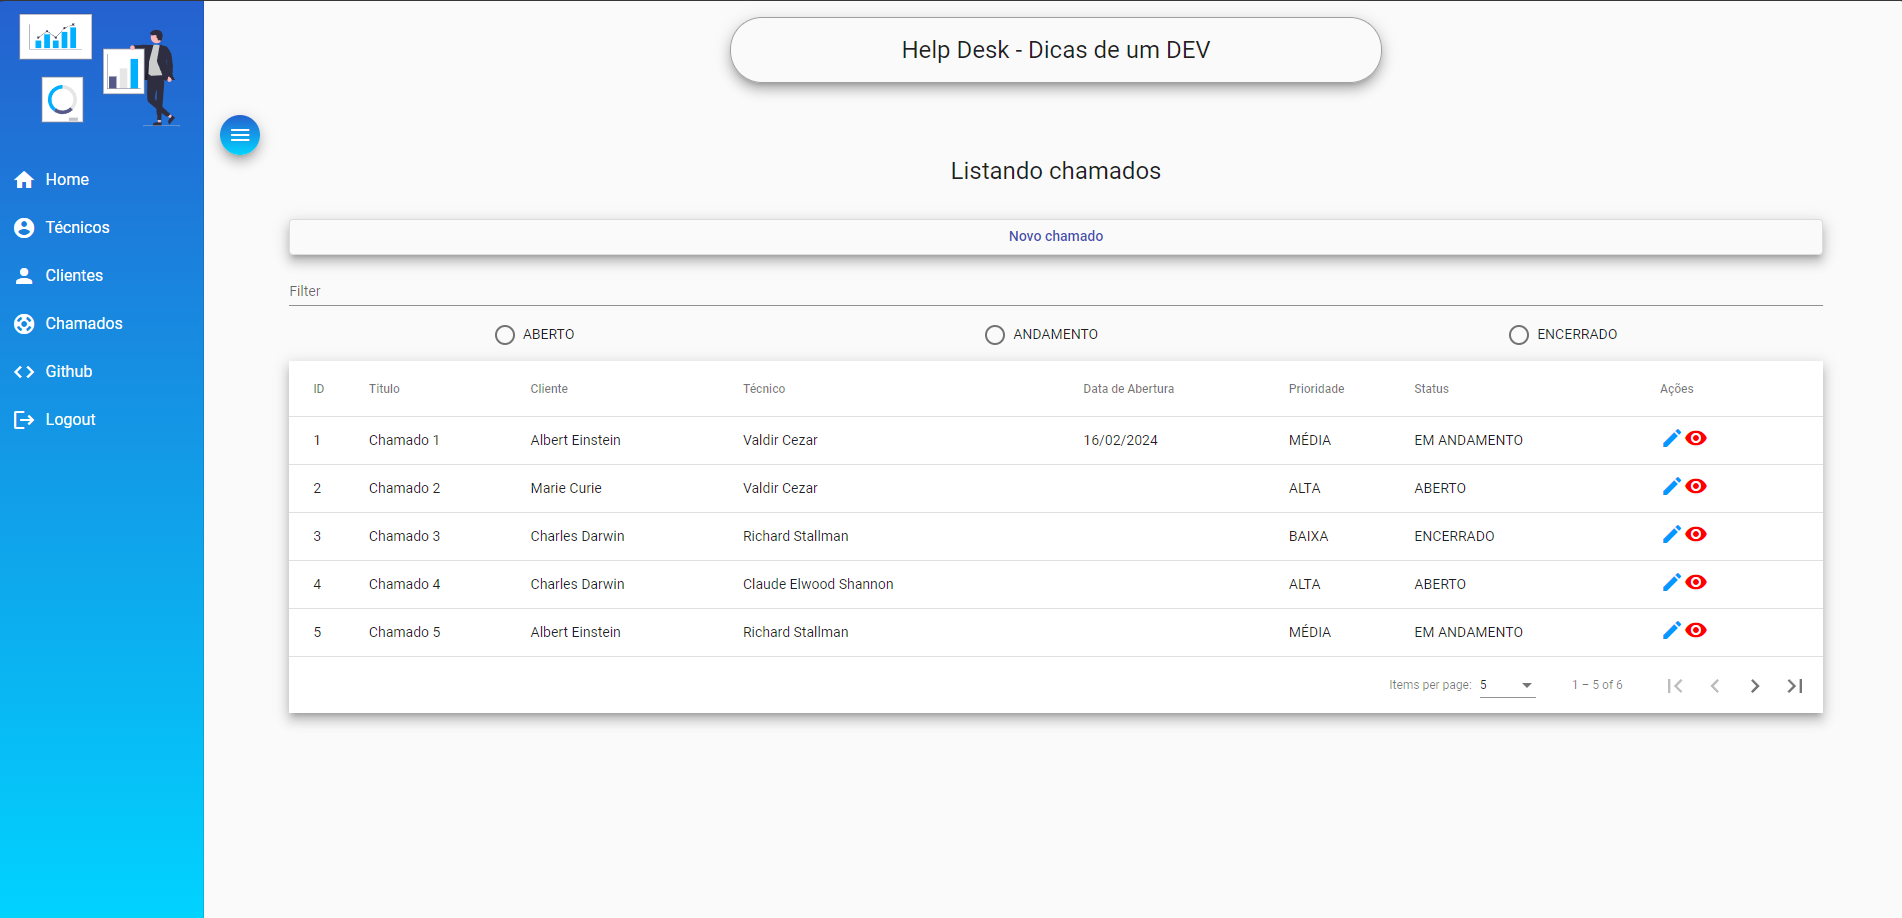 Help Desk - Dicas de um DEV
Home
Técnicos
Clientes
Chamados
Github
Logout
Listando chamados
Novo chamado
Filter
ABERTO ANDAMENTO ENCERRADO
ID Titulo Cliente Técnico Data de Abertura Prioridade Status Ações
1 Chamado 1 Albert Einstein Valdir Cezar 16/02/2024 MÉDIA EM ANDAMENTO
2 Chamado 2 Marie Curie Valdir Cezar ALTA ABERTO
3 Chamado 3 Charles Darwin Richard Stallman BAIXA ENCERRADO
4 Chamado 4 Charles Darwin Claude Elwood Shannon ALTA ABERTO
5 Chamado 5 Albert Einstein Richard Stallman MÉDIA EM ANDAMENTO
Items per page: 5 1 – 5 of 6